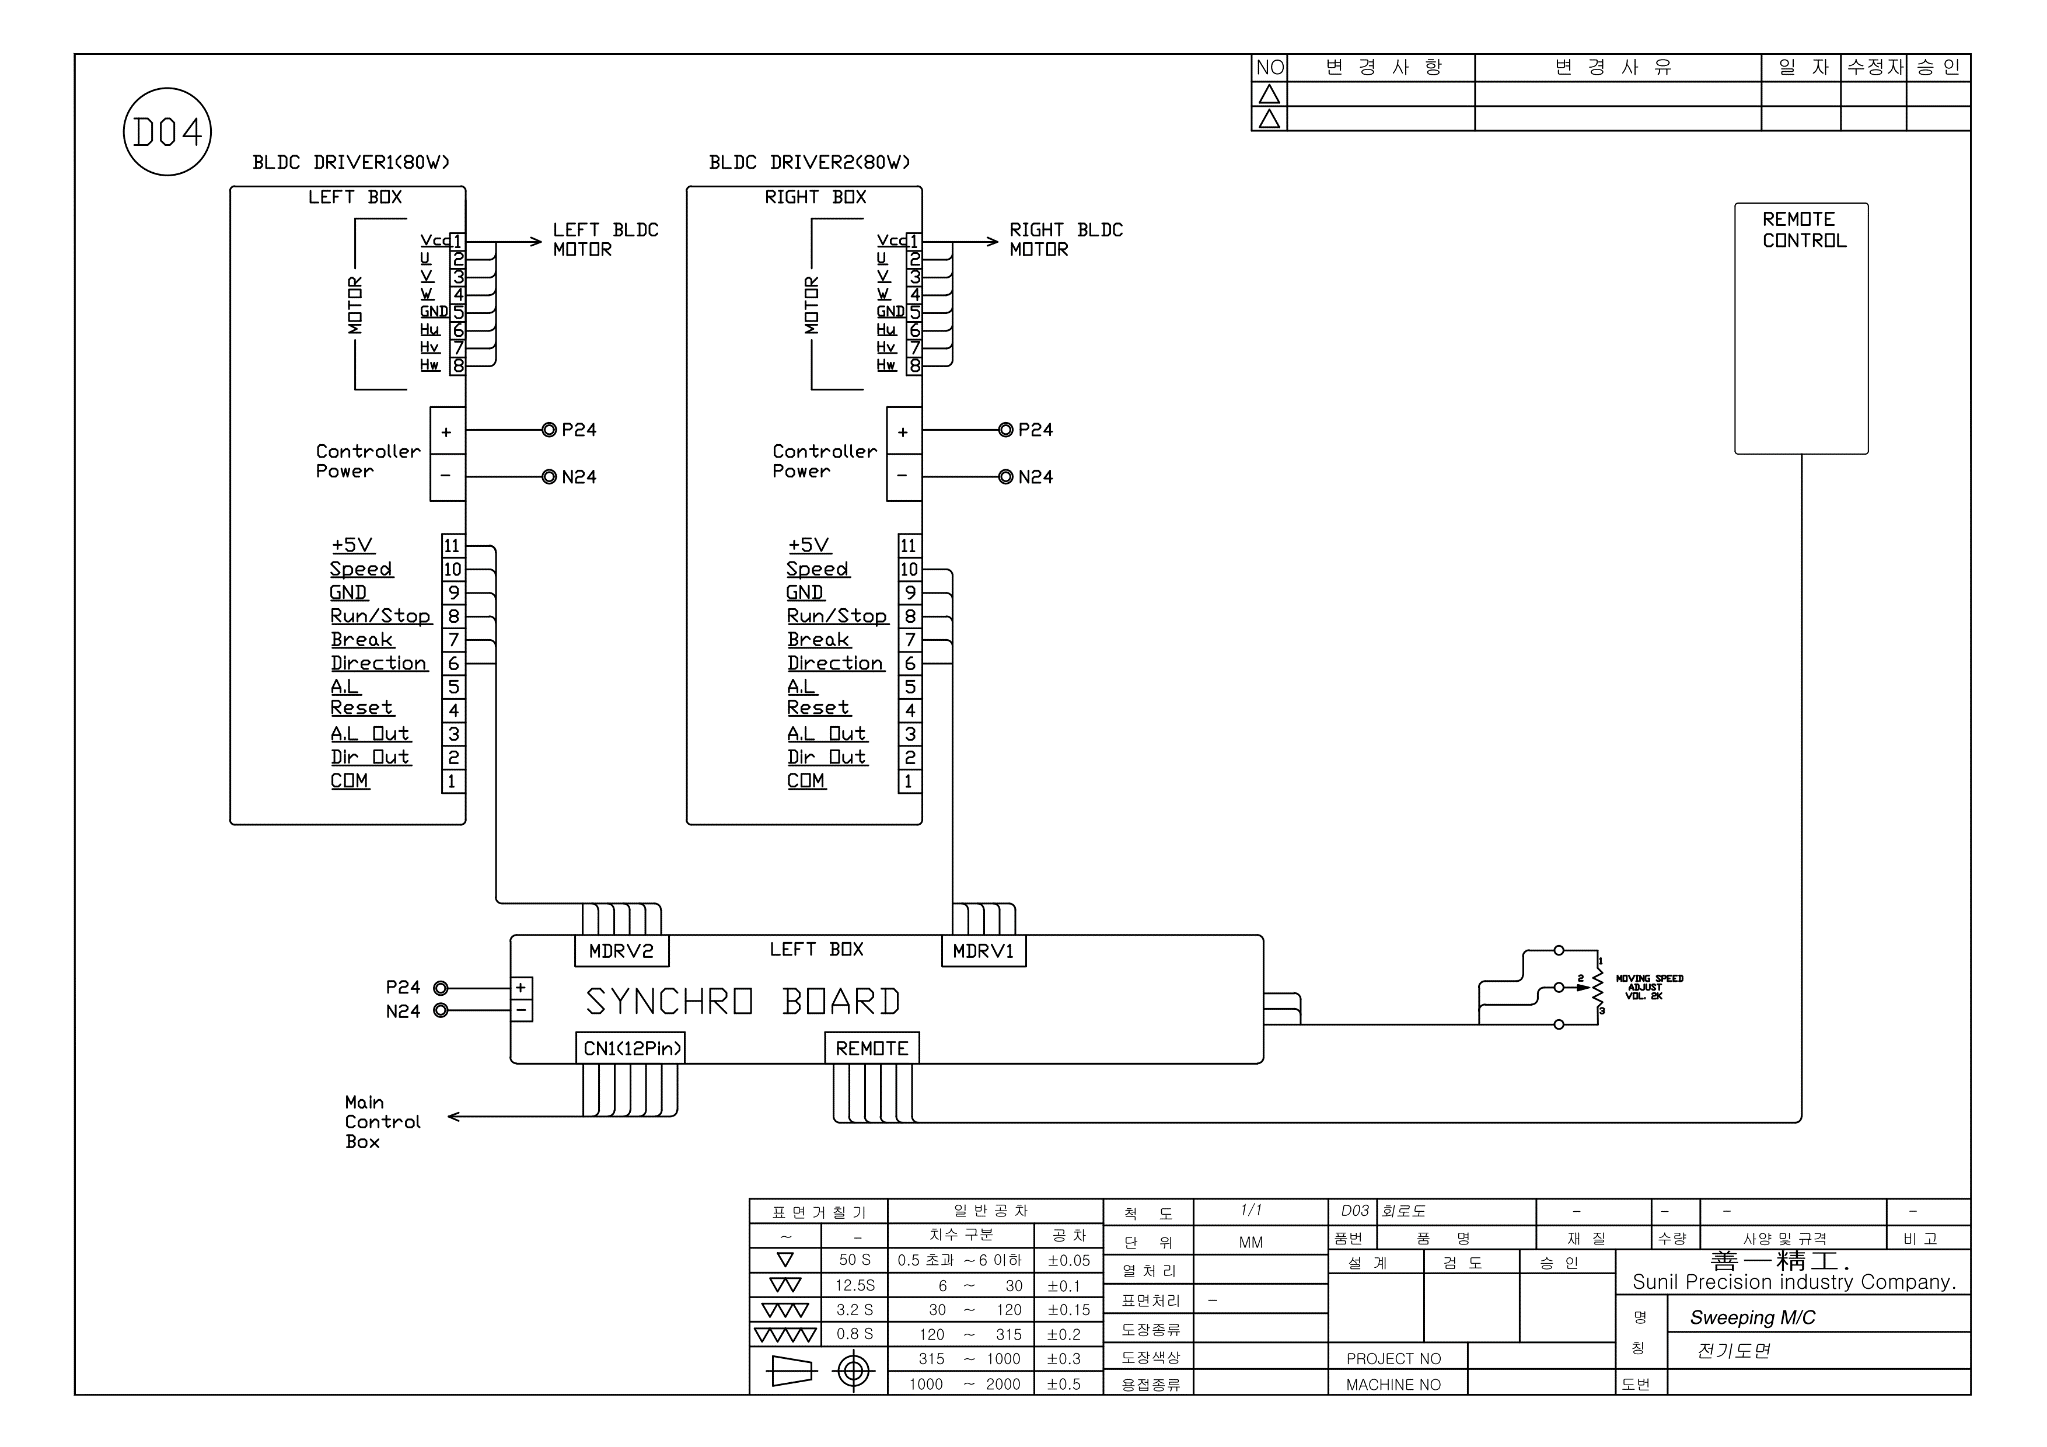 NO 변 경 사 항 변 경 사 유 일 자 수정자 승 인
D04
BLDC DRIVER1(80W)
LEFT BOX
MOTOR
Vcc 1
U 2
V 3
W 4
GND 5
Hu 6
Hv 7
Hw 8
LEFT BLDC
MOTOR
Controller
Power
+
-
P24
N24
+5V 11
Speed 10
GND 9
Run/Stop 8
Break 7
Direction 6
A.L 5
Reset 4
A.L Out 3
Dir Out 2
COM 1
BLDC DRIVER2(80W)
RIGHT BOX
MOTOR
Vcc 1
U 2
V 3
W 4
GND 5
Hu 6
Hv 7
Hw 8
RIGHT BLDC
MOTOR
Controller
Power
+
-
P24
N24
+5V 11
Speed 10
GND 9
Run/Stop 8
Break 7
Direction 6
A.L 5
Reset 4
A.L Out 3
Dir Out 2
COM 1
REMOTE
CONTROL
MDRV2 LEFT BOX MDRV1
P24 +
N24 -
SYNCHRO BOARD
CN1(12Pin) REMOTE
Main
Control
Box
1
2
3
MOVING SPEED
ADJUST
VOL. 2K
표 면 거 칠 기 일 반 공 차
~ - 치수 구분 공 차
50 S 0.5 초과 ~ 6 이하 ±0.05
12.5S 6 ~ 30 ±0.1
3.2 S 30 ~ 120 ±0.15
0.8 S 120 ~ 315 ±0.2
315 ~ 1000 ±0.3
1000 ~ 2000 ±0.5
척 도 1/1
단 위 MM
열 처 리
표면처리 -
도장종류
도장색상
용접종류
D03 회로도 - - - -
품번 품 명 재 질 수량 사양 및 규격 비 고
설 계 검 도 승 인
PROJECT NO
MACHINE NO
善一精工.
Sunil Precision industry Company.
명 칭
Sweeping M/C
전기도면
도번